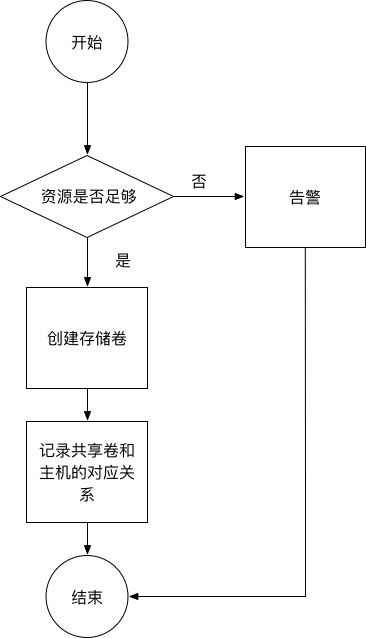 开始
资源是否足够
否
告警
是
创建存储卷
记录共享卷和
主机的对应关
系
结束